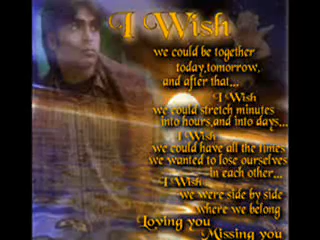 I Wish
we could be together
today,tomorrow,
and after that...
I Wish
we could stretch minutes
into hours,and into days...
I Wish
we could have all the times
we wanted to lose ourselves
in each other...
I Wish...
we were side by side
where we belong
Loving you
Missing you